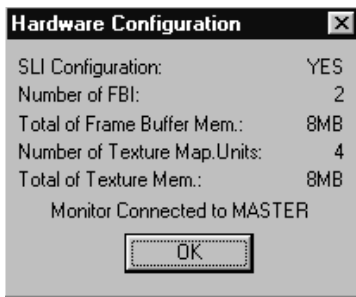 Hardware Configuration
SLI Configuration: YES
Number of FBI: 2
Total of Frame Buffer Mem.: 8MB
Number of Texture Map.Units: 4
Total of Texture Mem.: 8MB
Monitor Connected to MASTER
OK